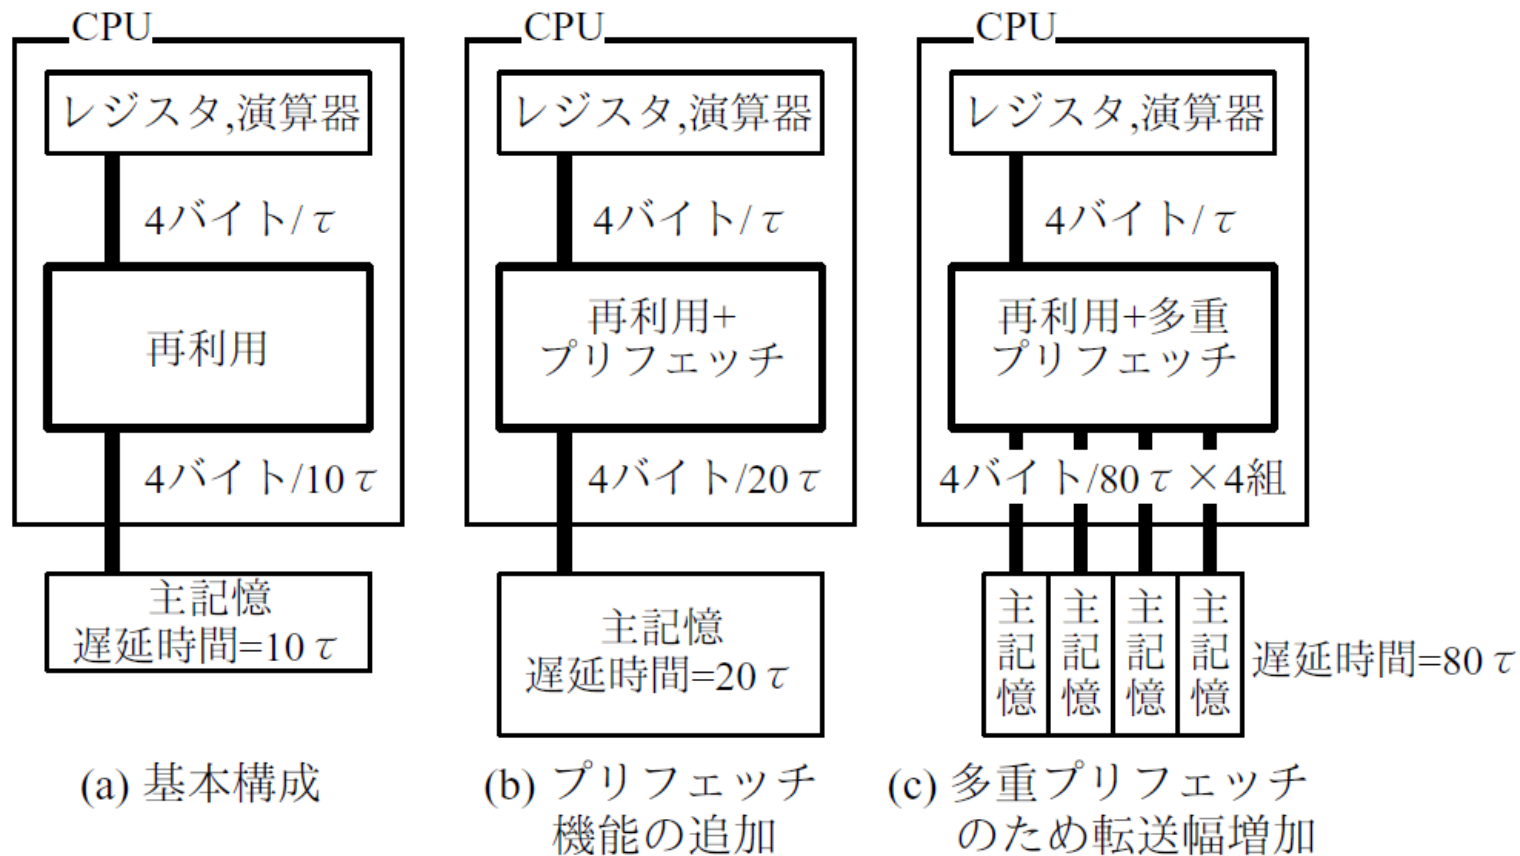 CPU
レジスタ,演算器
4バイト/τ
再利用
4バイト/10τ
主記憶
遅延時間=10τ
(a) 基本構成
CPU
レジスタ,演算器
4バイト/τ
再利用+
プリフェッチ
4バイト/20τ
主記憶
遅延時間=20τ
(b) プリフェッチ
機能の追加
CPU
レジスタ,演算器
4バイト/τ
再利用+多重
プリフェッチ
4バイト/80τ×4組
主記憶
主記憶
主記憶
主記憶
遅延時間=80τ
(c) 多重プリフェッチ
のため転送幅増加